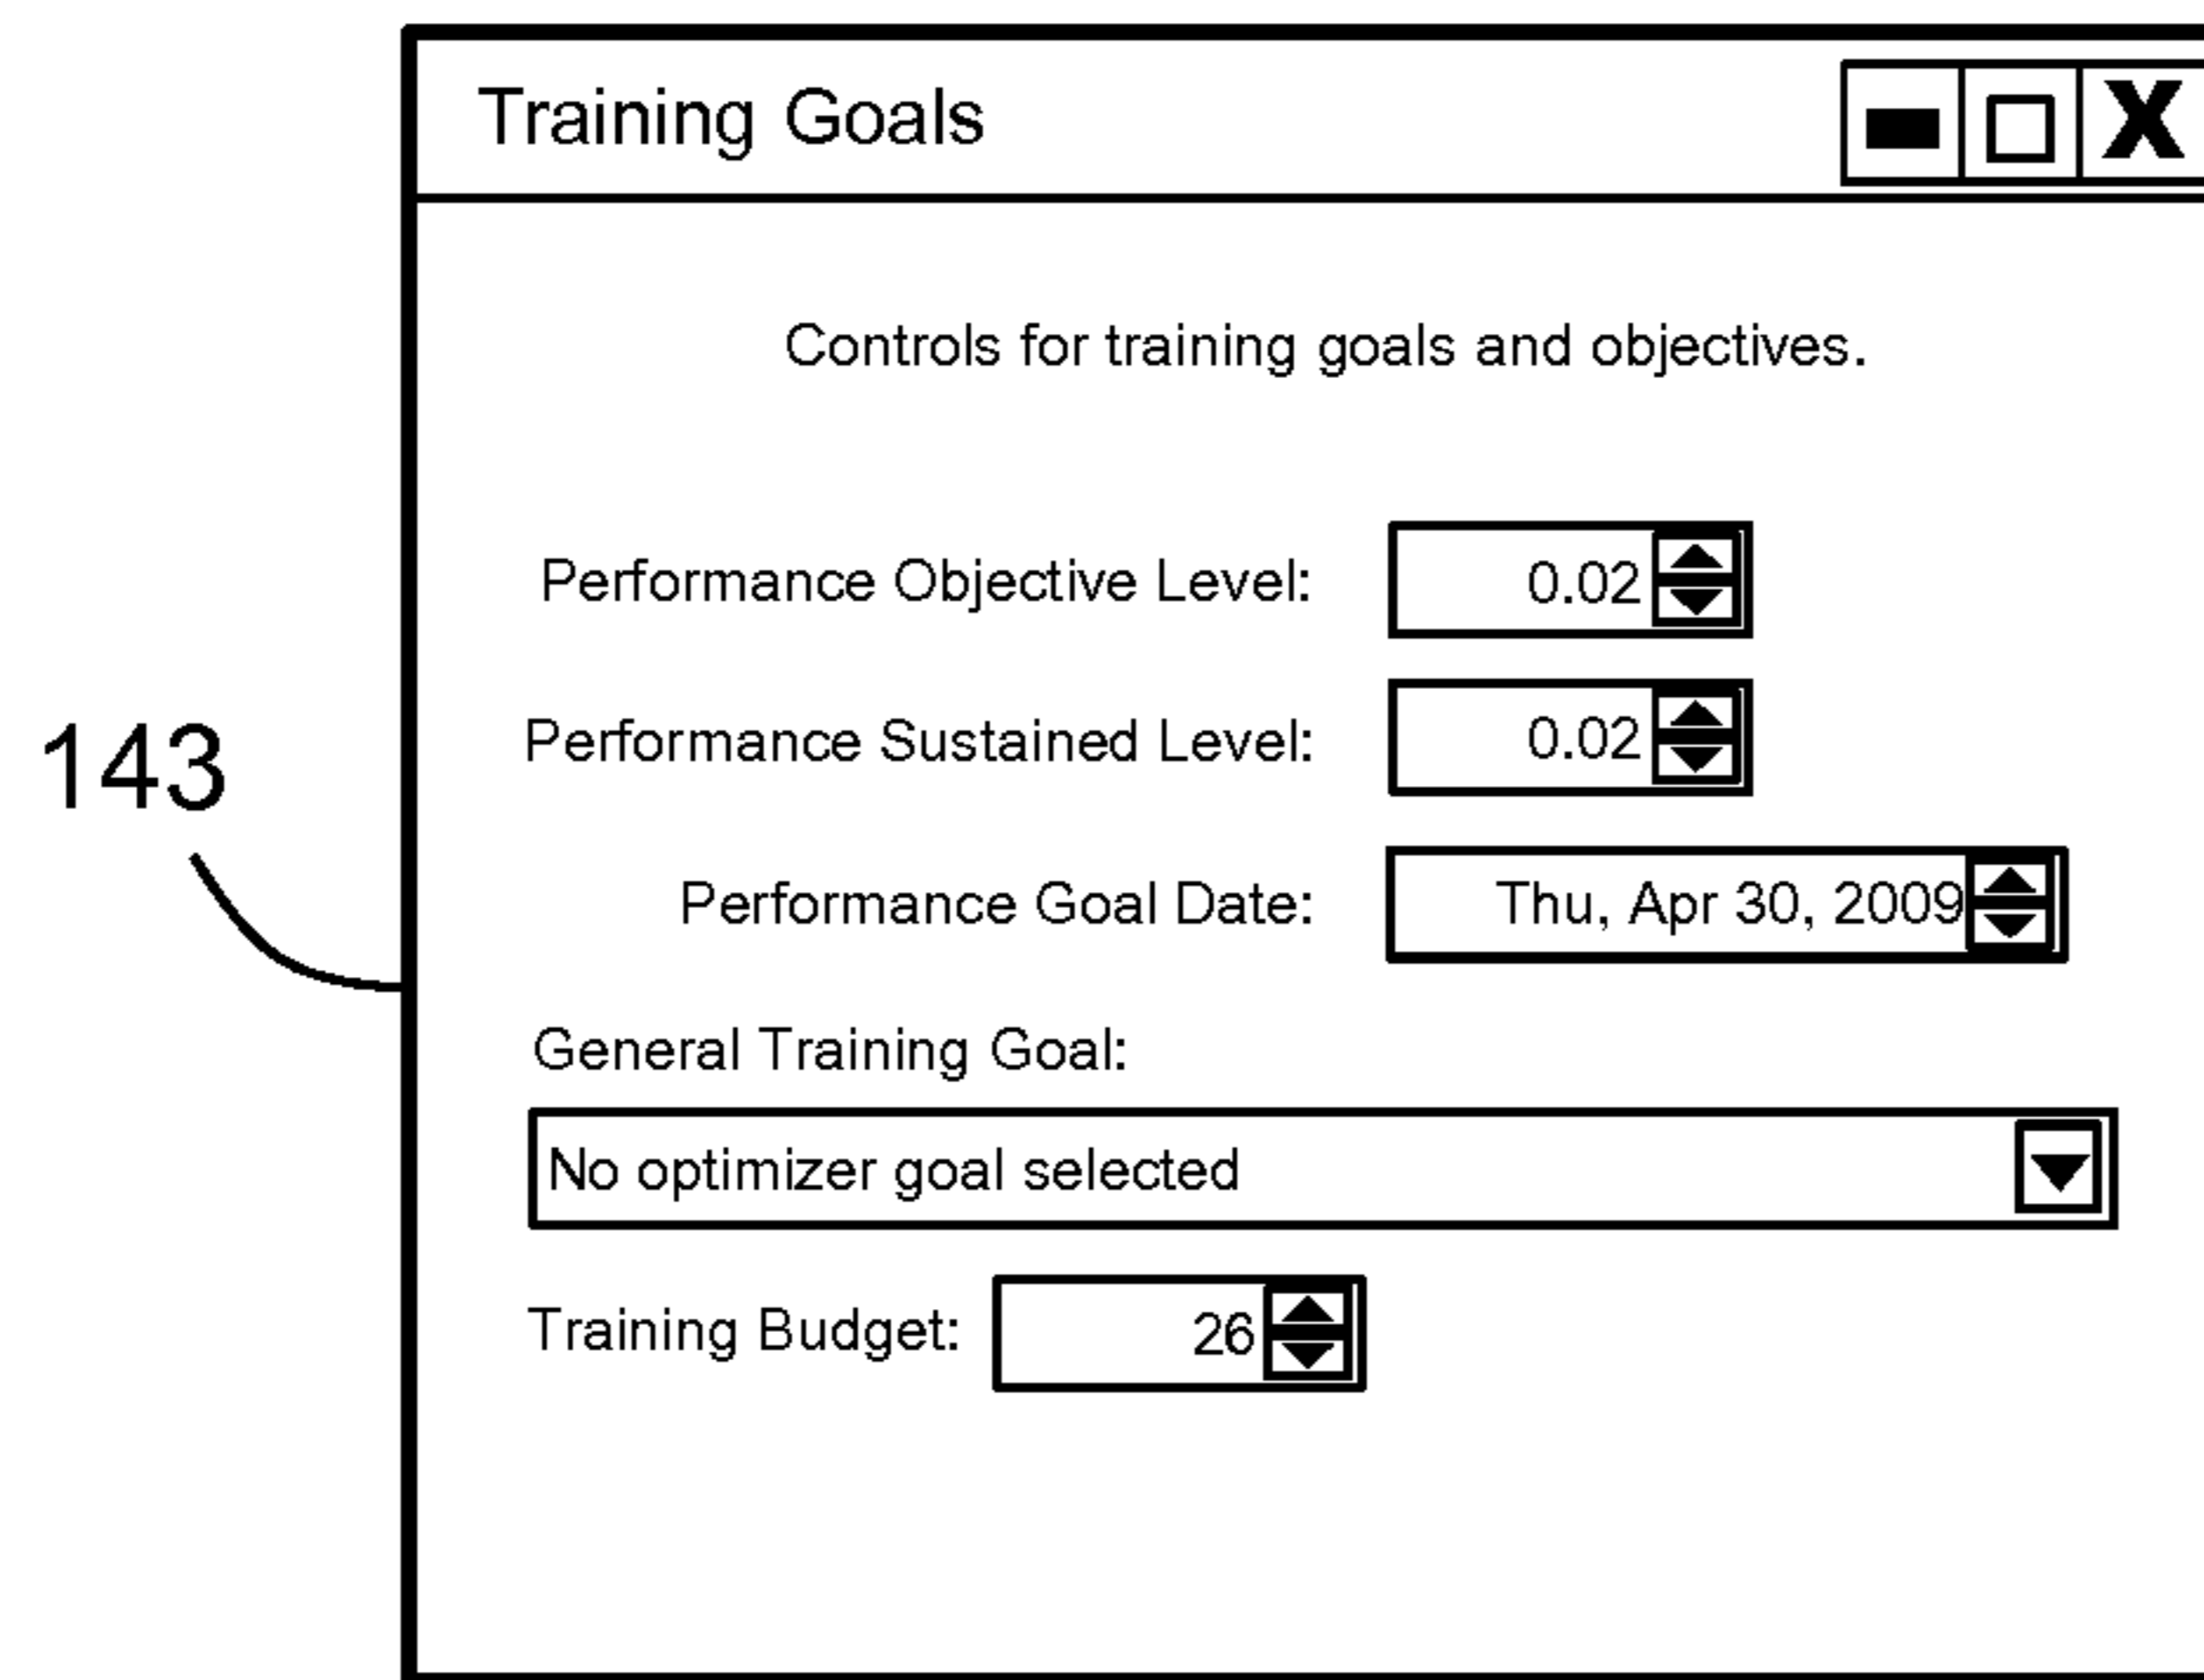 Training Goals
Controls for training goals and objectives.
Performance Objective Level: 0.02
Performance Sustained Level: 0.02
143
Performance Goal Date: Thu, Apr 30, 2009
General Training Goal:
No optimizer goal selected
Training Budget: 26